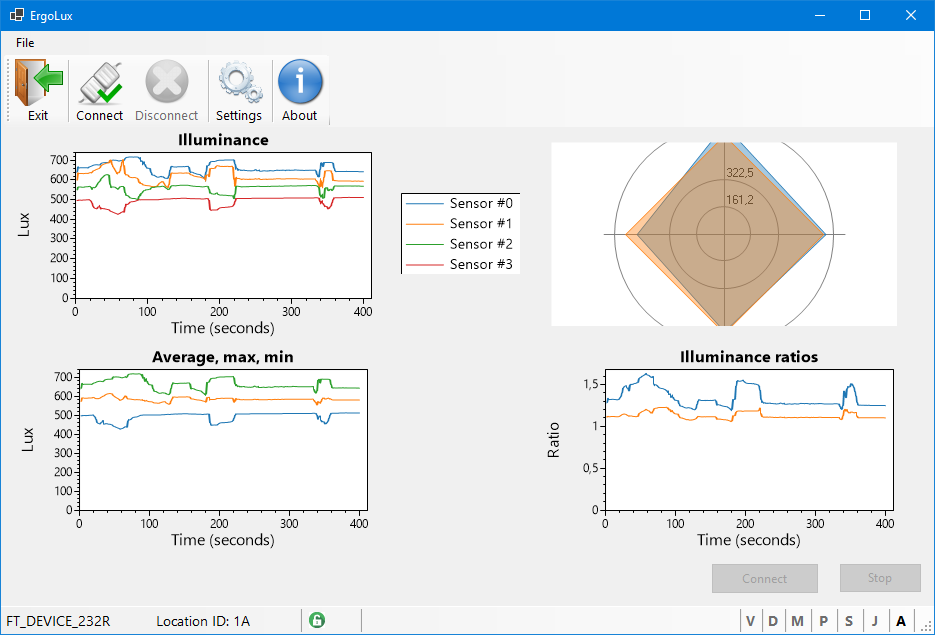 ErgoLux
File
Exit Connect Disconnect Settings About
Illuminance
700
600
500
400
300
200
100
0
Lux
0 100 200 300 400
Time (seconds)
Sensor #0
Sensor #1
Sensor #2
Sensor #3
322,5
161,2
Average, max, min
700
600
500
400
300
200
100
0
Lux
0 100 200 300 400
Time (seconds)
Illuminance ratios
1,5
1
0,5
0
Ratio
0 100 200 300 400
Time (seconds)
Connect Stop
FT_DEVICE_232R Location ID: 1A V D M P S J A